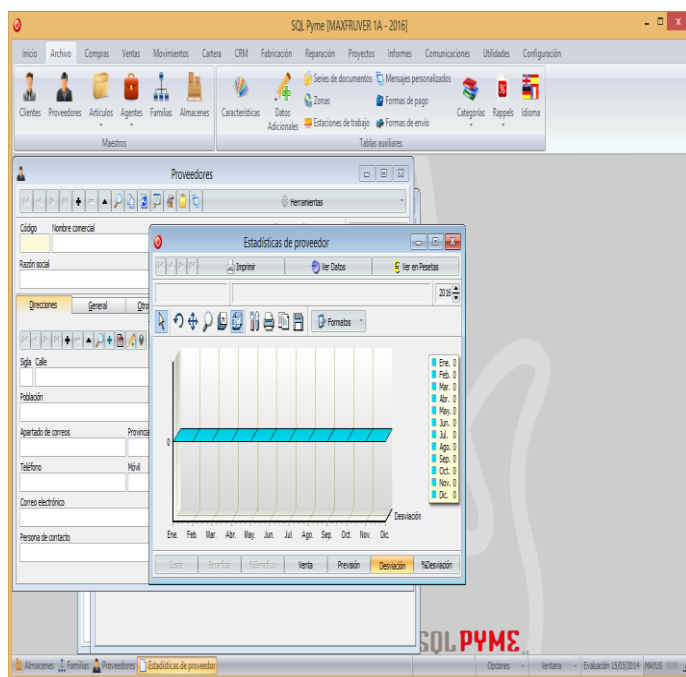 SQL Pyme [MAXFRUVER 1A - 2016]
Inicio Archivo Compras Ventas Movimientos Cartera CRM Fabricación Reparación Proyectos Informes Comunicaciones Utilidades Configuración
Series de documentos Mensajes personalizados
Zonas Formas de pago
Clientes Proveedores Artículos Agentes Familias Almacenes Características Datos Adicionales Estaciones de trabajo Formas de envío Categorías Rappels Idioma
Maestros Tablas auxiliares
Proveedores
Herramientas
Código Nombre comercial
Razón social
Direcciones General Otro
Sigla Calle
Población
Apartado de correos Provincia
Teléfono Móvil
Correo electrónico
Persona de contacto
Estadísticas de proveedor
Imprimir Ver Datos Ver en Pesetas
2016
Formatos
Ene. 0
Feb. 0
Mar. 0
Abr. 0
May. 0
Jun. 0
Jul. 0
Ago. 0
Sep. 0
Oct. 0
Nov. 0
Dic. 0
0
Desviación
Ene. Feb. Mar. Abr. May. Jun. Jul. Ago. Sep. Oct. Nov. Dic.
Coste Beneficio %Beneficio Venta Previsión Desviación %Desviación
SQL PYME
Almacenes Familias Proveedores Estadísticas de proveedor Opciones Ventana Evaluación 15/05/2014 MAYÚS NUM